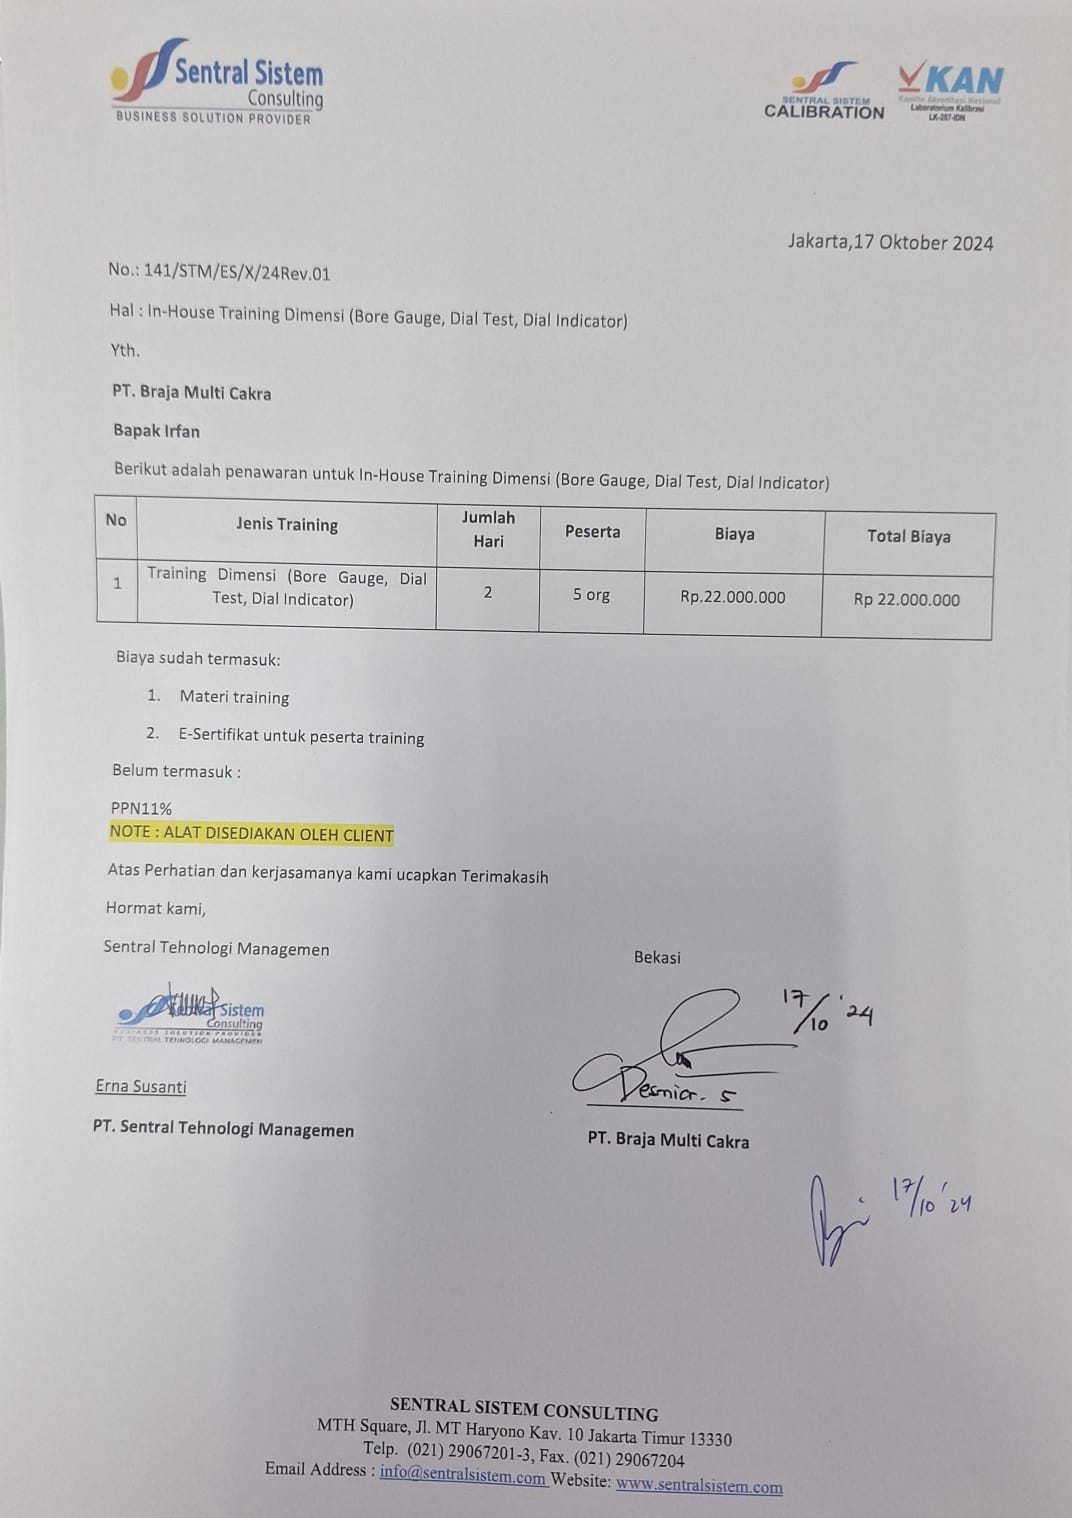 Sentral Sistem
Consulting
BUSINESS SOLUTION PROVIDER
SENTRAL SISTEM
CALIBRATION
KAN
Komite Akreditasi Nasional
Laboratorium Kalibrasi
LK-287-IDN
Jakarta,17 Oktober 2024
No.: 141/STM/ES/X/24Rev.01
Hal : In-House Training Dimensi (Bore Gauge, Dial Test, Dial Indicator)
Yth.
PT. Braja Multi Cakra
Bapak Irfan
Berikut adalah penawaran untuk In-House Training Dimensi (Bore Gauge, Dial Test, Dial Indicator)
No Jenis Training Jumlah Hari Peserta Biaya Total Biaya
1 Training Dimensi (Bore Gauge, Dial Test, Dial Indicator) 2 5 org Rp.22.000.000 Rp 22.000.000
Biaya sudah termasuk:
1. Materi training
2. E-Sertifikat untuk peserta training
Belum termasuk :
PPN11%
NOTE : ALAT DISEDIAKAN OLEH CLIENT
Atas Perhatian dan kerjasamanya kami ucapkan Terimakasih
Hormat kami,
Sentral Tehnologi Managemen
Bekasi
17/10 '24
Sentral Sistem
Consulting
BUSINESS SOLUTION PROVIDER
PT. SENTRAL TEHNOLOGI MANAGEMEN
Desnia. S
Erna Susanti
PT. Sentral Tehnologi Managemen
PT. Braja Multi Cakra
17/10 '24
SENTRAL SISTEM CONSULTING
MTH Square, Jl. MT Haryono Kav. 10 Jakarta Timur 13330
Telp. (021) 29067201-3, Fax. (021) 29067204
Email Address : info@sentralsistem.com Website: www.sentralsistem.com